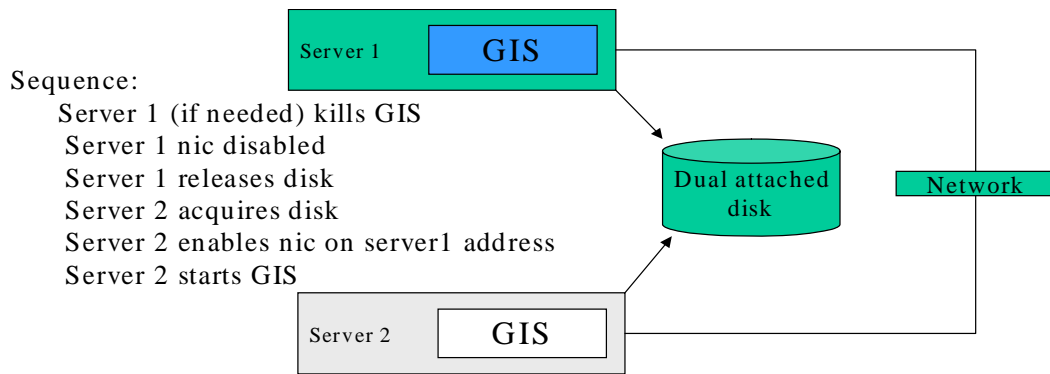 Server 1
GIS
Sequence:
Server 1 (if needed) kills GIS
Server 1 nic disabled
Server 1 releases disk
Server 2 acquires disk
Server 2 enables nic on server1 address
Server 2 starts GIS
Dual attached
disk
Network
Server 2
GIS